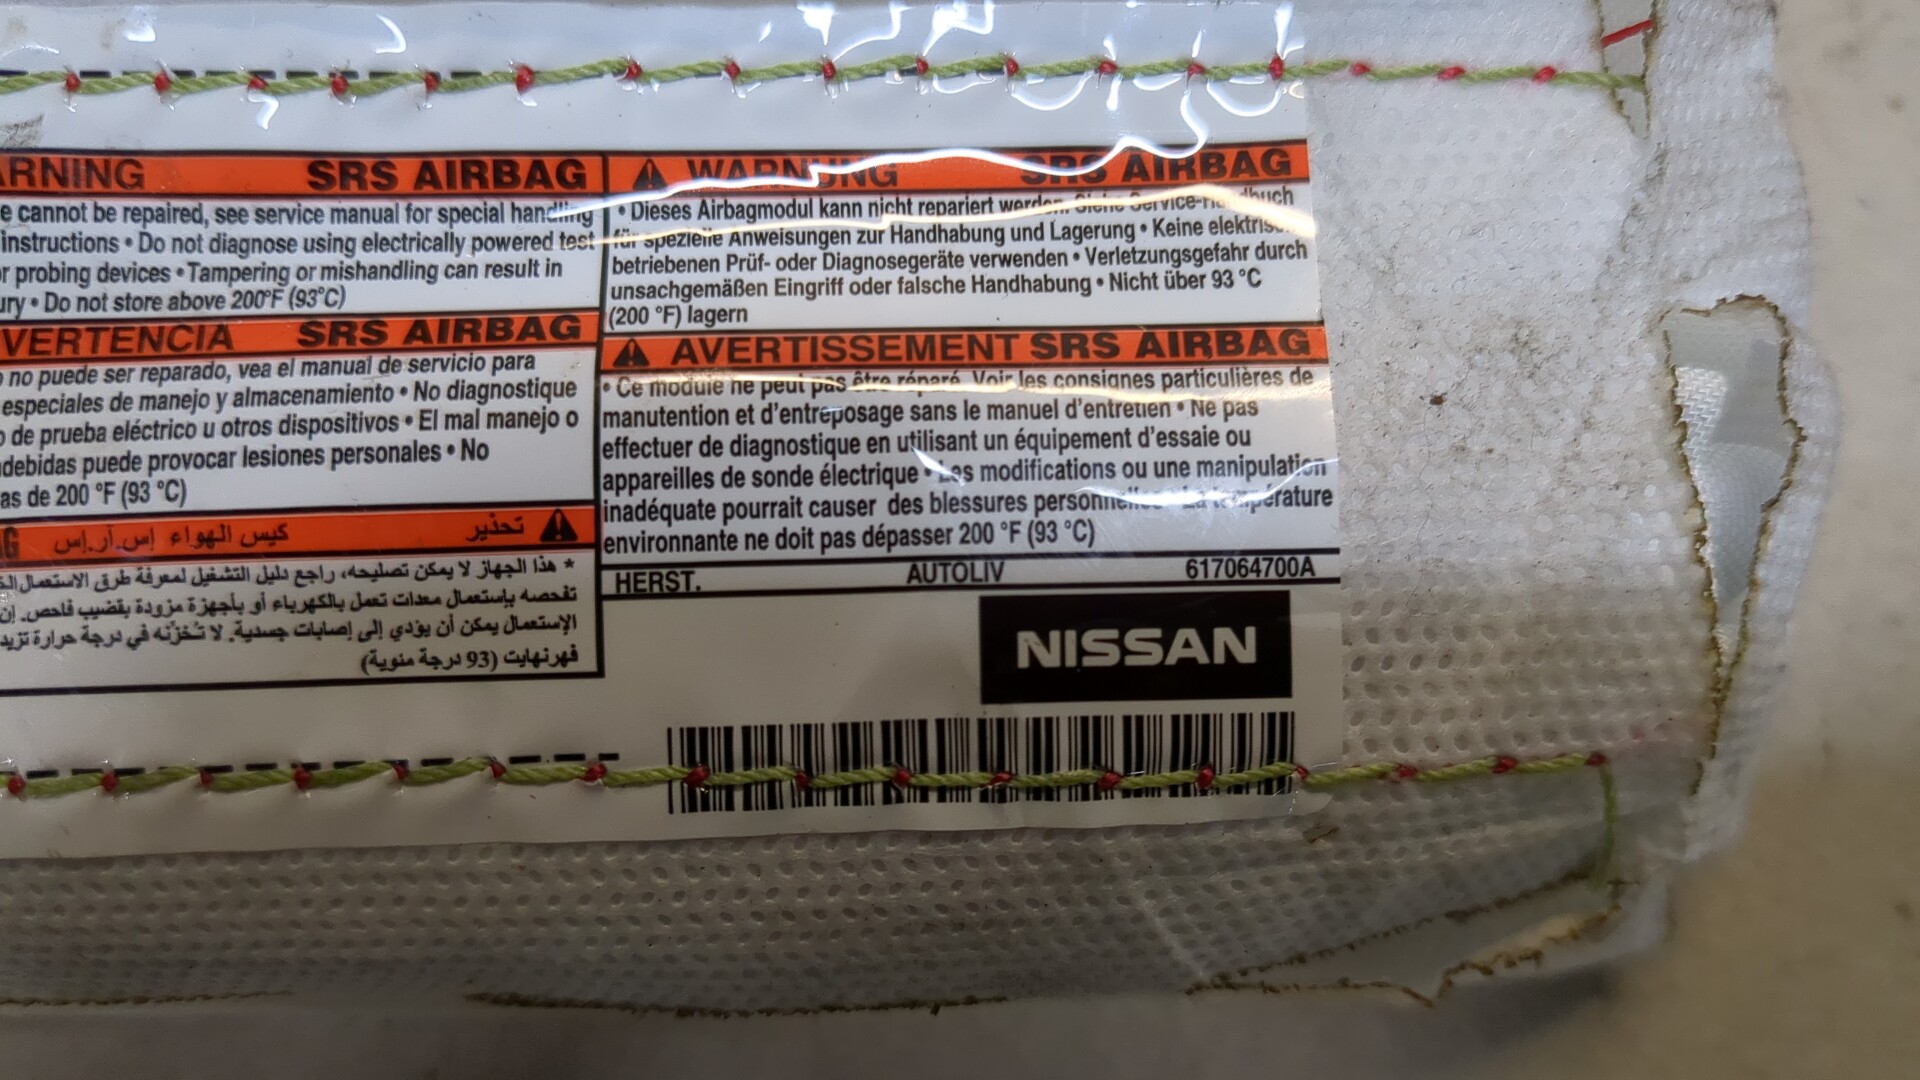 ARNING SRS AIRBAG
e cannot be repaired, see service manual for special handling
instructions • Do not diagnose using electrically powered test
or probing devices • Tampering or mishandling can result in
ury • Do not store above 200°F (93°C)
VERTENCIA SRS AIRBAG
no puede ser reparado, vea el manual de servicio para
especiales de manejo y almacenamiento • No diagnostique
o de prueba eléctrico u otros dispositivos • El mal manejo o
debidas puede provocar lesiones personales • No
as de 200 °F (93 °C)
تحذير كيس الهواء إس.آر.إس AG
* هذا الجهاز لا يمكن تصليحه، راجع دليل التشغيل لمعرفة طرق الاستعمال
تفحصه بإستعمال معدات تعمل بالكهرباء أو بأجهزة مزودة بقضيب فاحص. إن
الإستعمال يمكن أن يؤدي إلى إصابات جسدية. لا تُخزّنه في درجة حرارة تزيد
فهرنهايت (93 درجة مئوية)
WARNUNG SRS AIRBAG
• Dieses Airbagmodul kann nicht repariert werden. Siehe Service-Handbuch
für spezielle Anweisungen zur Handhabung und Lagerung • Keine elektrisc
betriebenen Prüf- oder Diagnosegeräte verwenden • Verletzungsgefahr durch
unsachgemäßen Eingriff oder falsche Handhabung • Nicht über 93 °C
(200 °F) lagern
AVERTISSEMENT SRS AIRBAG
• Ce module ne peut pas être réparé. Voir les consignes particulières de
manutention et d'entreposage sans le manuel d'entretien • Ne pas
effectuer de diagnostique en utilisant un équipement d'essaie ou
appareilles de sonde électrique • Les modifications ou une manipulation
inadéquate pourrait causer des blessures personnelles • La température
environnante ne doit pas dépasser 200 °F (93 °C)
HERST. AUTOLIV 617064700A
NISSAN